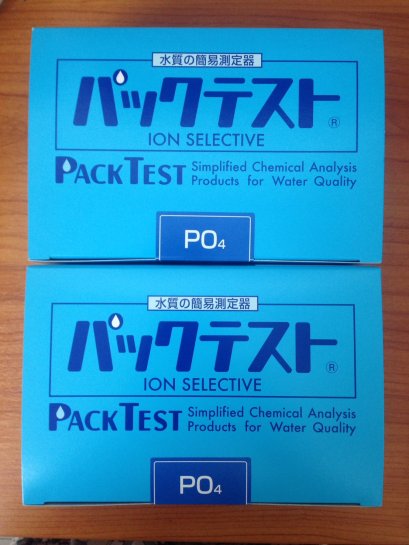 水質の簡易測定器
パックテスト®
ION SELECTIVE
PACKTEST Simplified Chemical Analysis
Products for Water Quality
PO₄
水質の簡易測定器
パックテスト®
ION SELECTIVE
PACKTEST Simplified Chemical Analysis
Products for Water Quality
PO₄